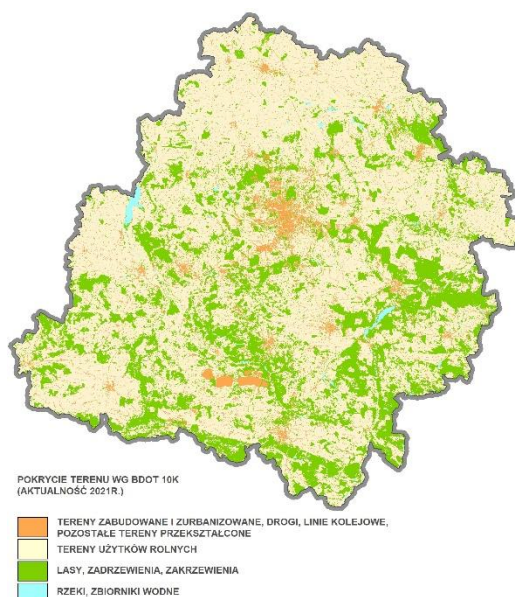 POKRYCIE TERENU WG BDOT 10K
(AKTUALNOŚĆ 2021R.)
TERENY ZABUDOWANE I ZURBANIZOWANE, DROGI, LINIE KOLEJOWE,
POZOSTAŁE TERENY PRZEKSZTAŁCONE
TERENY UŻYTKÓW ROLNYCH
LASY, ZADRZEWIENIA, ZAKRZEWIENIA
RZEKI, ZBIORNIKI WODNE